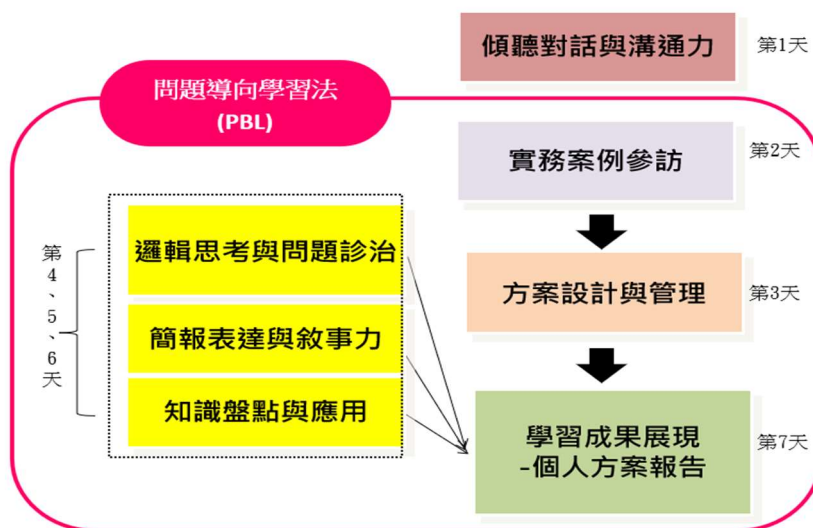 傾聽對話與溝通力
第1天
問題導向學習法
(PBL)
實務案例參訪
第2天
邏輯思考與問題診治
簡報表達與敘事力
知識盤點與應用
第4、5、6天
方案設計與管理
第3天
學習成果展現
-個人方案報告
第7天